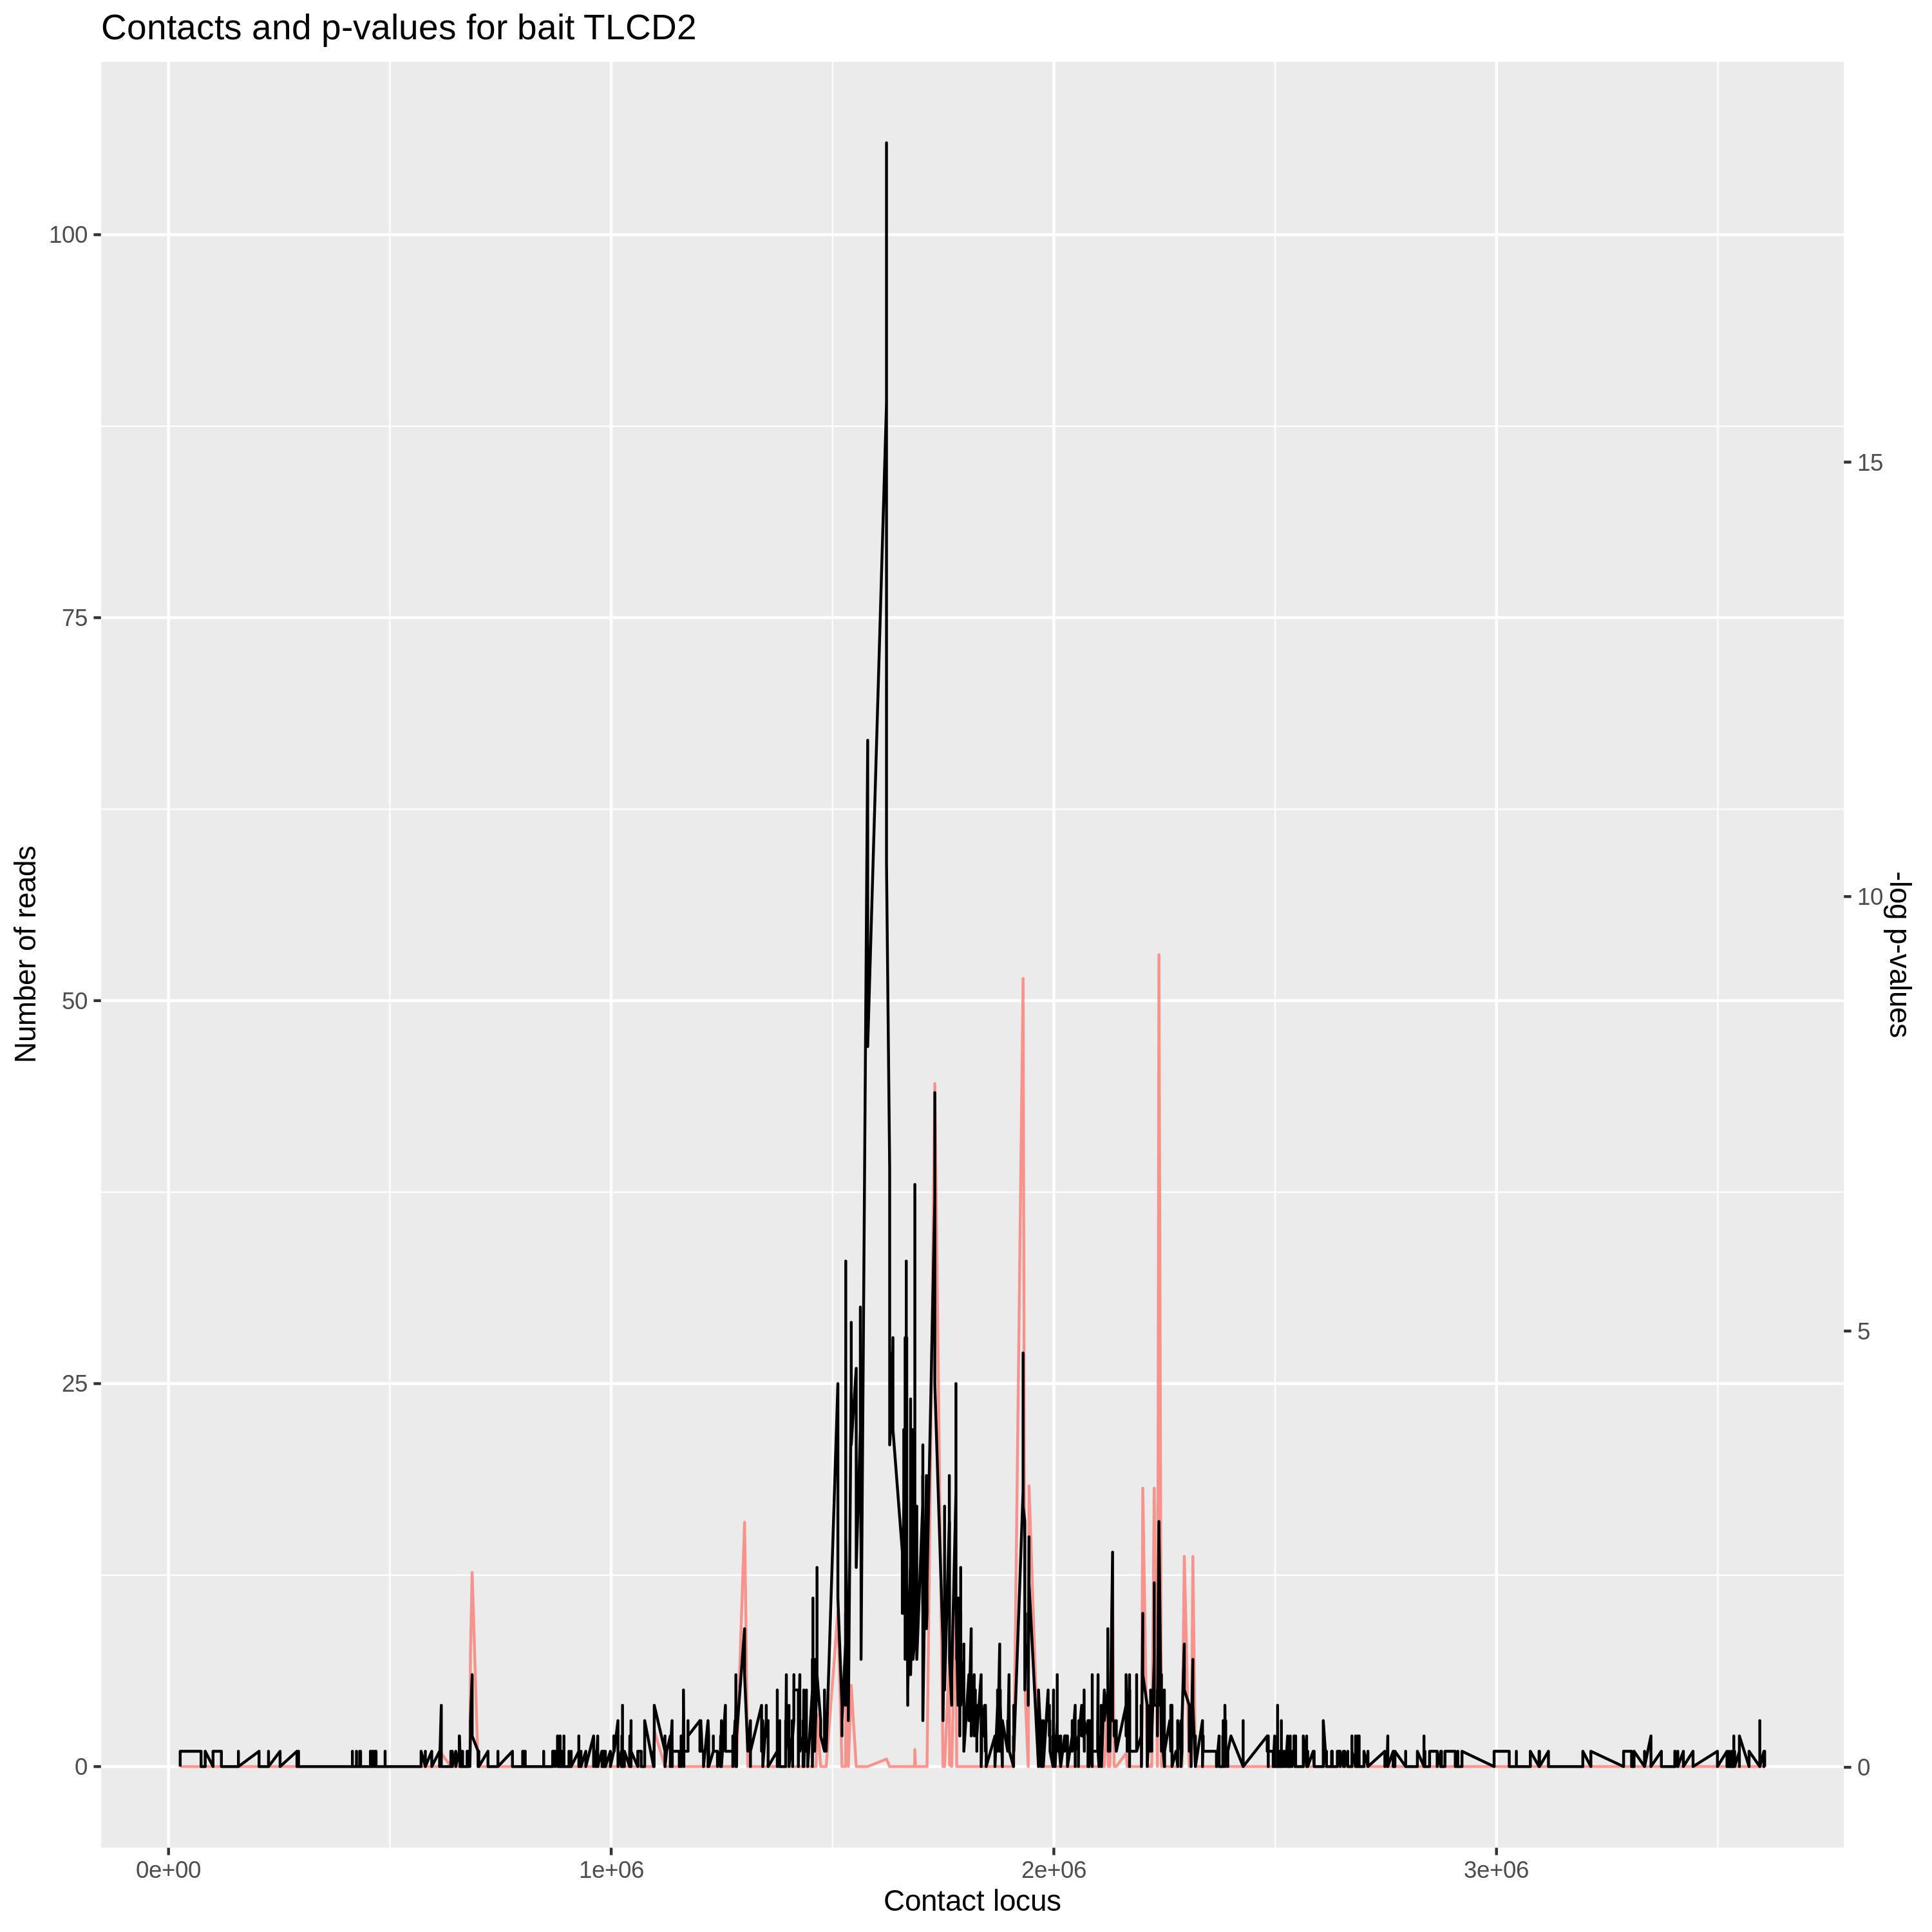 Contacts and p-values for bait TLCD2
Number of reads
100
75
50
25
0
15
10
5
0
-log p-values
0e+00
1e+06
2e+06
3e+06
Contact locus